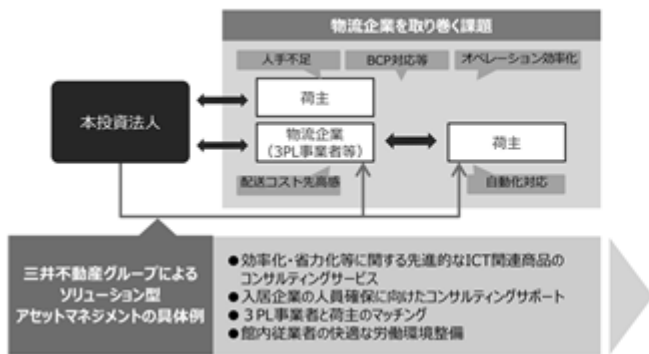 物流企業を取り巻く課題
人手不足
BCP対応等
オペレーション効率化
本投資法人
荷主
物流企業
(3PL事業者等)
荷主
配送コスト先高感
自動化対応
三井不動産グループによる
ソリューション型
アセットマネジメントの具体例
●効率化・省力化等に関する先進的なICT関連商品の
コンサルティングサービス
●入居企業の人員確保に向けたコンサルティングサポート
●３PL事業者と荷主のマッチング
●館内従業者の快適な労働環境整備